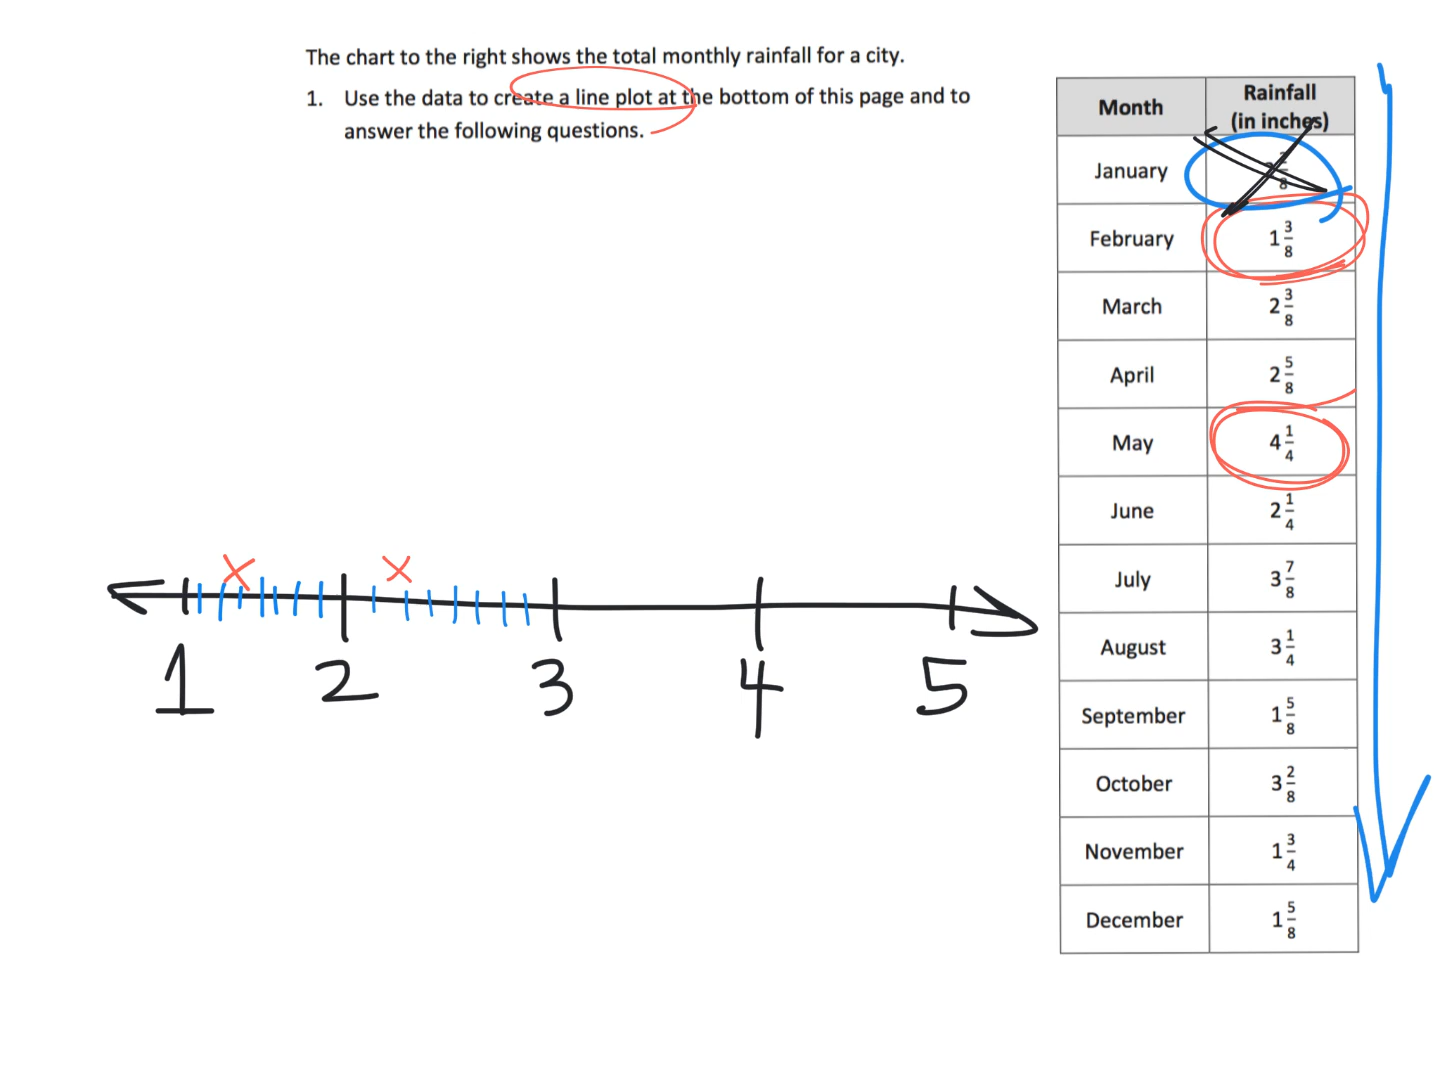 The chart to the right shows the total monthly rainfall for a city.
1. Use the data to create a line plot at the bottom of this page and to
answer the following questions.
Month Rainfall (in inches)
January
February 1 3/8
March 2 3/8
April 2 5/8
May 4 1/4
June 2 1/4
July 3 7/8
August 3 1/4
September 1 5/8
October 3 2/8
November 1 3/4
December 1 5/8
X X
1 2 3 4 5